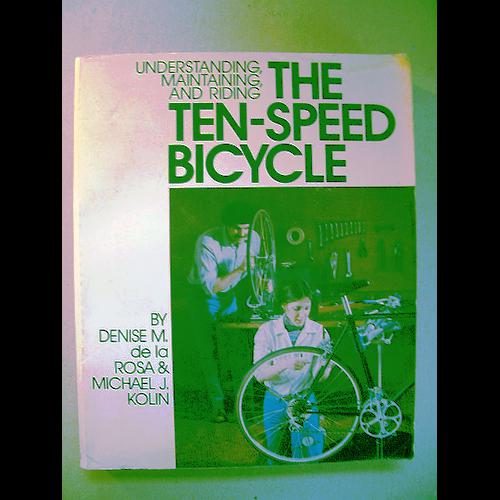 UNDERSTANDING,
MAINTAINING,
AND RIDING
THE
TEN-SPEED
BICYCLE
BY
DENISE M.
de la
ROSA &
MICHAEL J.
KOLIN